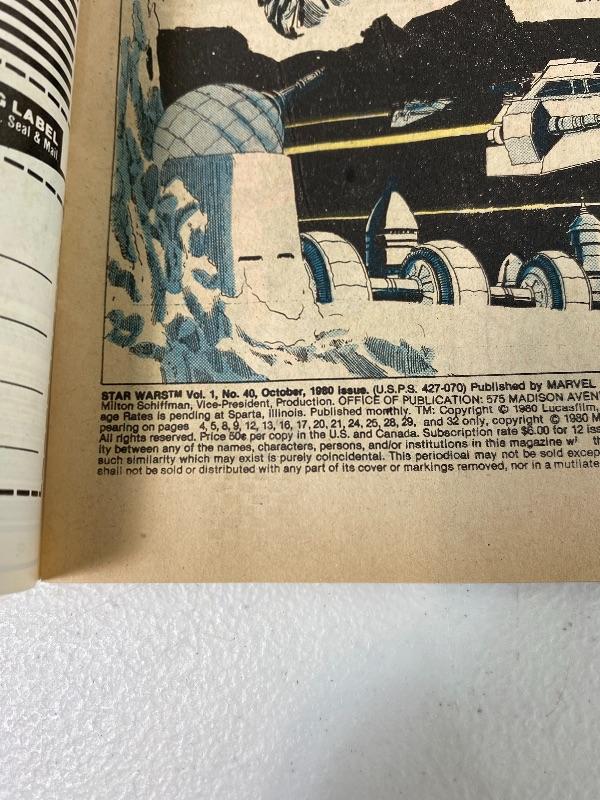 G LABEL
Seal & Mail
STAR WARS™ Vol. 1, No. 40, October, 1980 issue. (U.S.P.S. 427-070) Published by MARVEL
Milton Schiffman, Vice-President, Production. OFFICE OF PUBLICATION: 575 MADISON AVEN
age Rates is pending at Sparta, Illinois. Published monthly. TM: Copyright © 1980 Lucasfilm,
pearing on pages 4, 5, 8, 9, 12, 13, 16, 17, 20, 21, 24, 25, 28, 29, and 32 only, copyright © 1980 M
All rights reserved. Price 50¢ per copy in the U.S. and Canada. Subscription rate $6.00 for 12 iss
ity between any of the names, characters, persons, and/or institutions in this magazine wi th
such similarity which may exist is purely coincidental. This periodical may not be sold excep
shall not be sold or distributed with any part of its cover or markings removed, nor in a mutilate